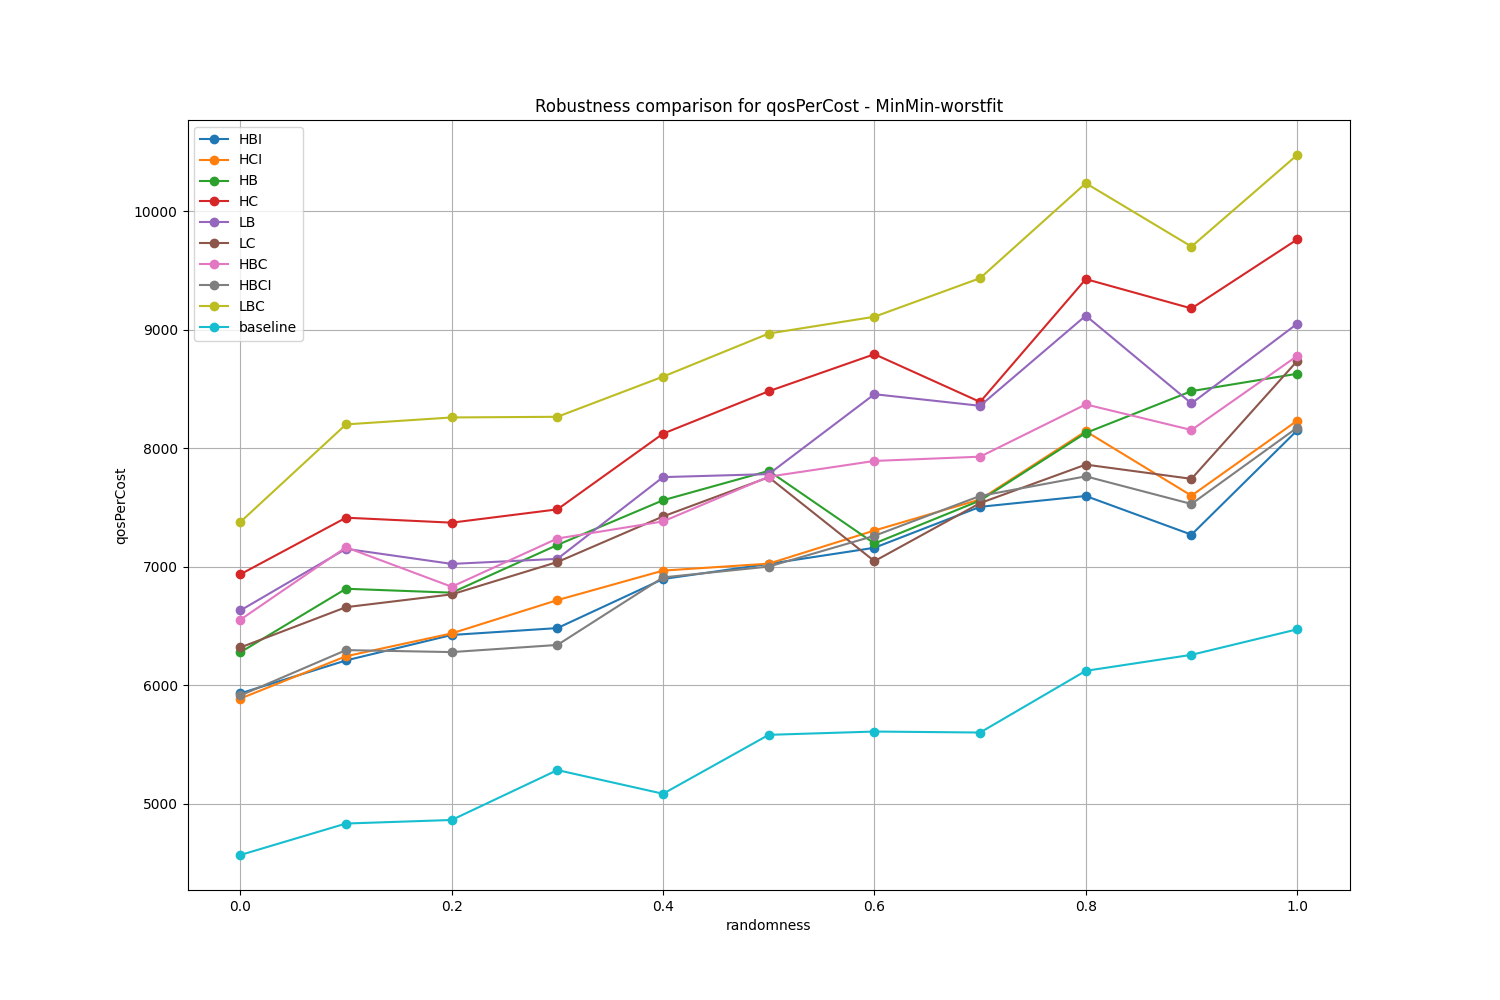 Robustness comparison for qosPerCost - MinMin-worstfit
HBI
HCI
HB
HC
LB
LC
HBC
HBCI
LBC
baseline
10000
9000
8000
7000
6000
5000
qosPerCost
0.0
0.2
0.4
0.6
0.8
1.0
randomness